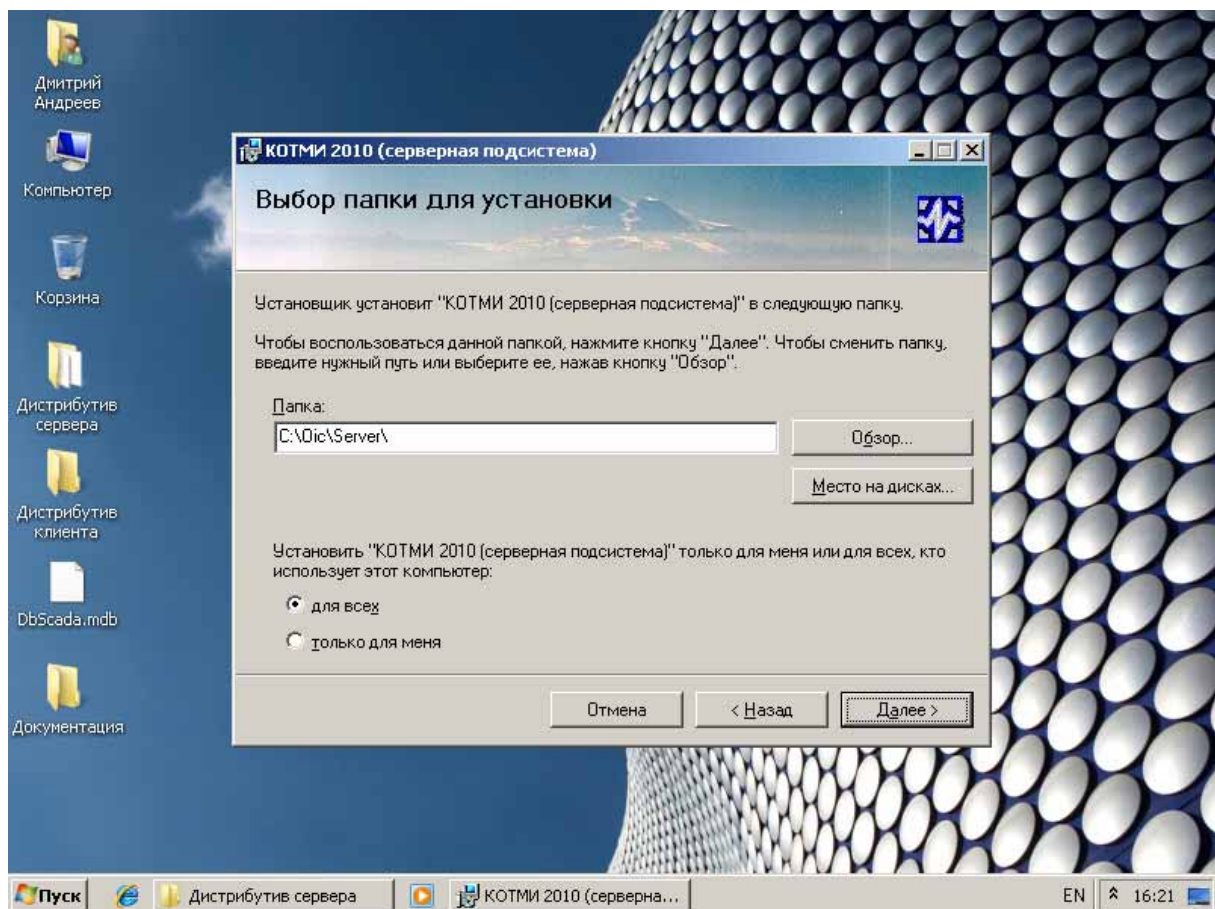 Дмитрий
Андреев
Компьютер
Корзина
Дистрибутив
сервера
Дистрибутив
клиента
DbScada.mdb
Документация
КОТМИ 2010 (серверная подсистема)
Выбор папки для установки
Установщик установит "КОТМИ 2010 (серверная подсистема)" в следующую папку.
Чтобы воспользоваться данной папкой, нажмите кнопку "Далее". Чтобы сменить папку,
введите нужный путь или выберите ее, нажав кнопку "Обзор".
Папка:
C:\Oic\Server\
Обзор...
Место на дисках...
Установить "КОТМИ 2010 (серверная подсистема)" только для меня или для всех, кто
использует этот компьютер:
для всех
только для меня
Отмена
< Назад
Далее >
Пуск
Дистрибутив сервера
КОТМИ 2010 (серверна...
EN
16:21